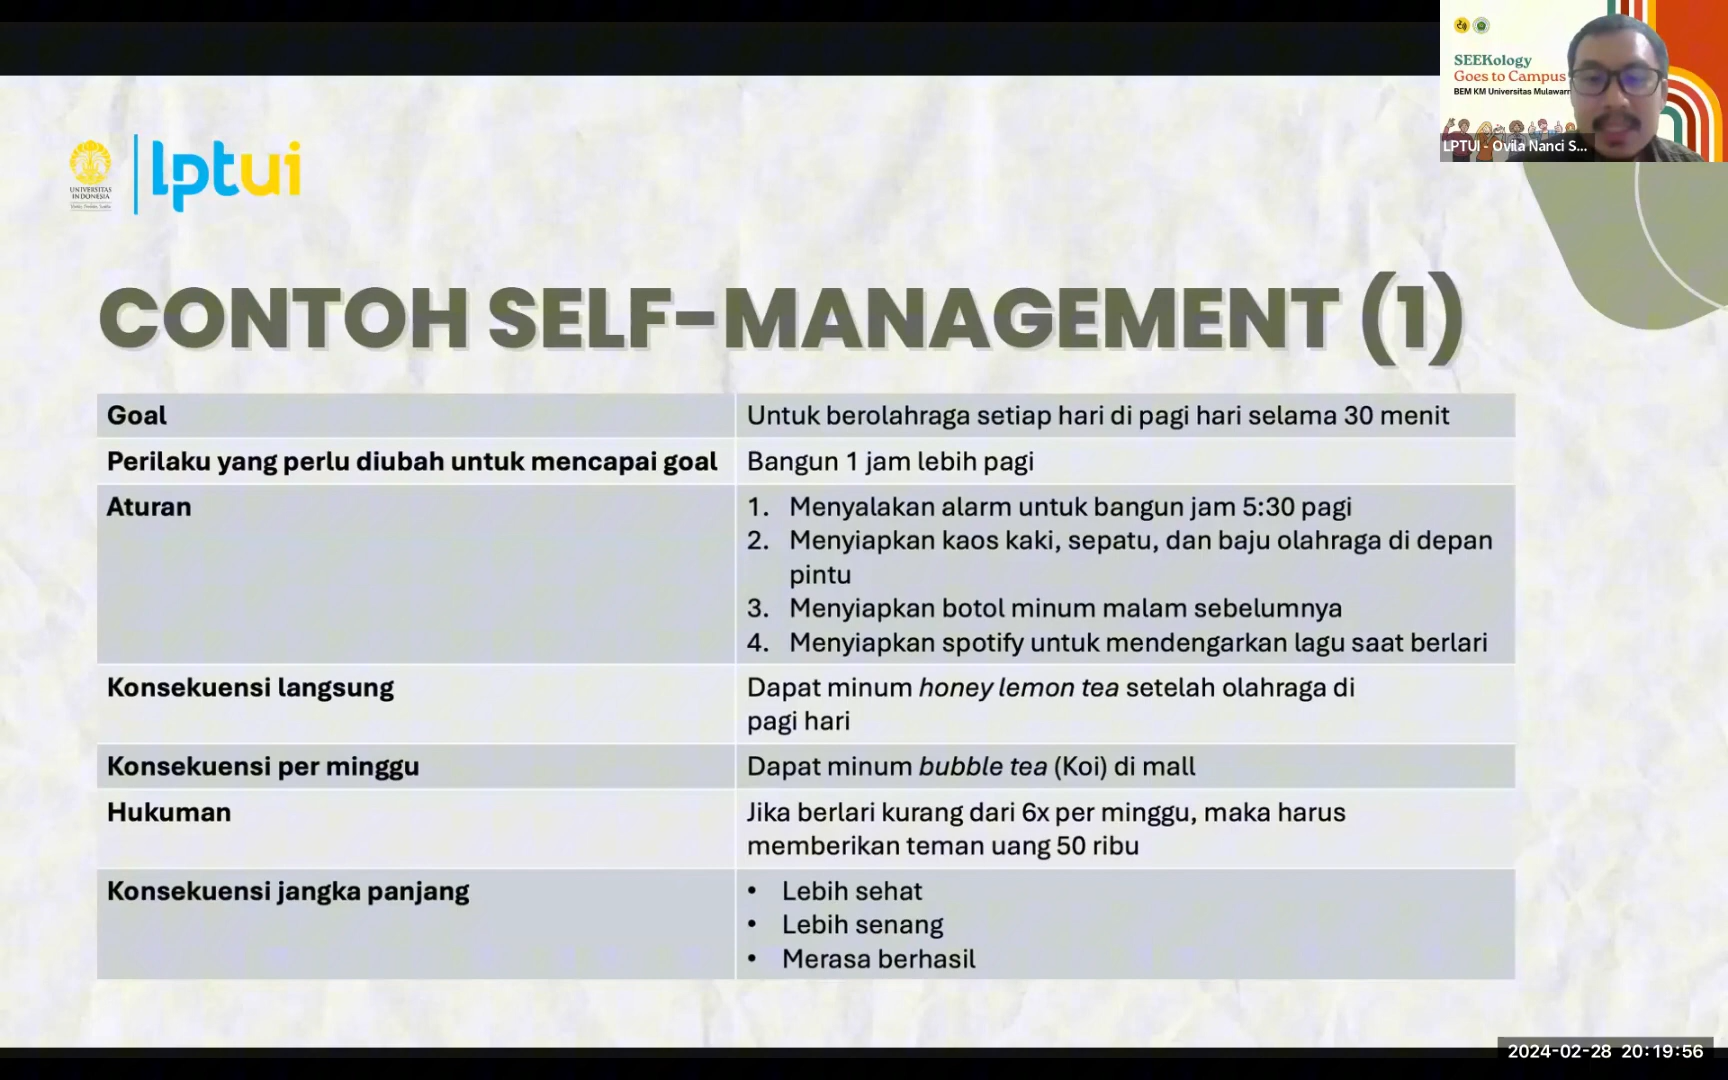 SEEKology
Goes to Campus
BEM KM Universitas Mulawarm
LPTUI - Ovila Nanci S...
UNIVERSITAS
INDONESIA
lptui
CONTOH SELF-MANAGEMENT (1)
Goal
Untuk berolahraga setiap hari di pagi hari selama 30 menit
Perilaku yang perlu diubah untuk mencapai goal
Bangun 1 jam lebih pagi
Aturan
1. Menyalakan alarm untuk bangun jam 5:30 pagi
2. Menyiapkan kaos kaki, sepatu, dan baju olahraga di depan
pintu
3. Menyiapkan botol minum malam sebelumnya
4. Menyiapkan spotify untuk mendengarkan lagu saat berlari
Konsekuensi langsung
Dapat minum honey lemon tea setelah olahraga di
pagi hari
Konsekuensi per minggu
Dapat minum bubble tea (Koi) di mall
Hukuman
Jika berlari kurang dari 6x per minggu, maka harus
memberikan teman uang 50 ribu
Konsekuensi jangka panjang
• Lebih sehat
• Lebih senang
• Merasa berhasil
2024-02-28 20:19:56